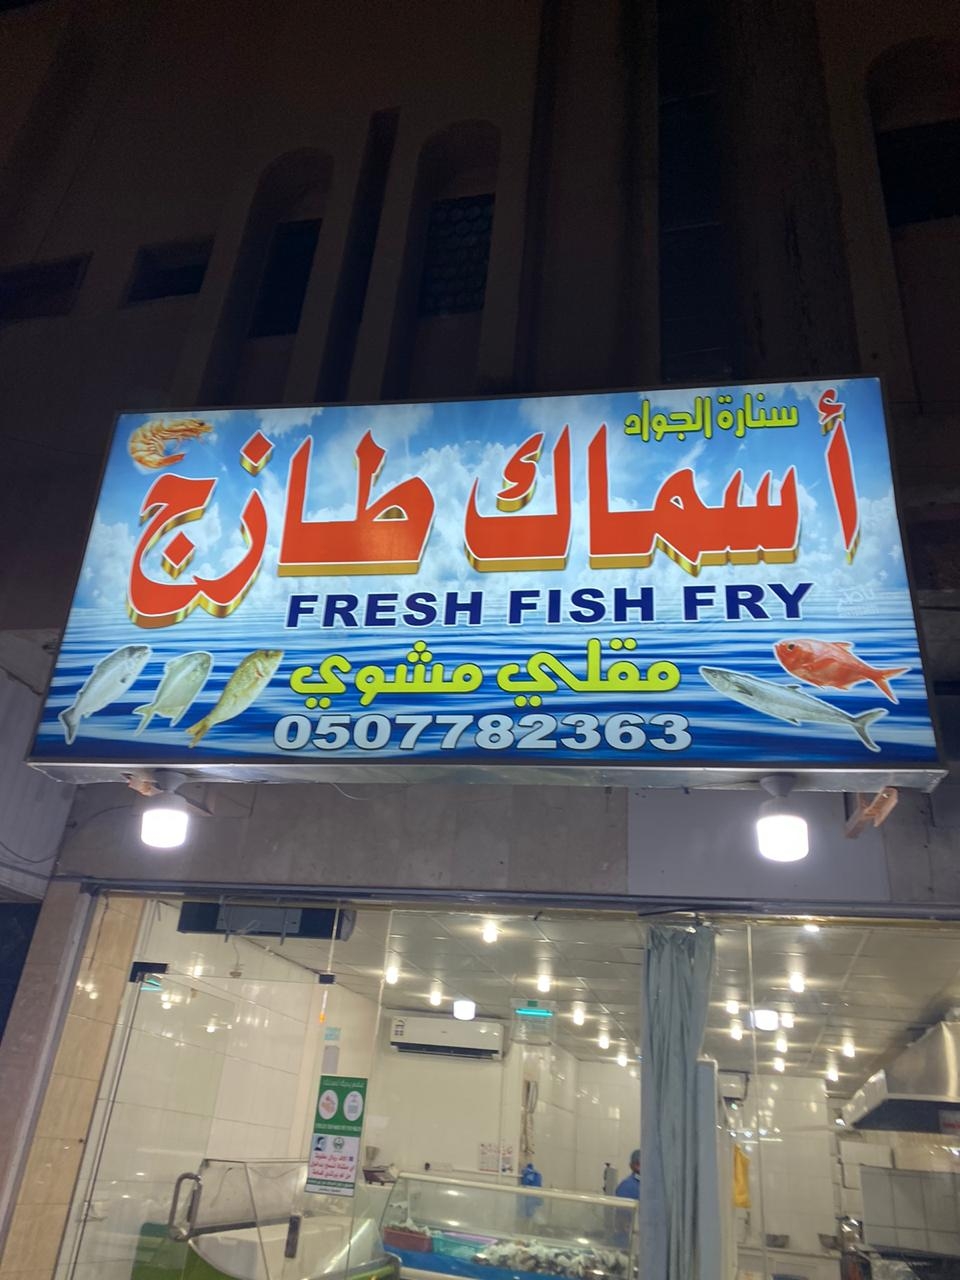 سنارة الجواد
أسماك طازج
FRESH FISH FRY
مقلي مشوي
0507782363